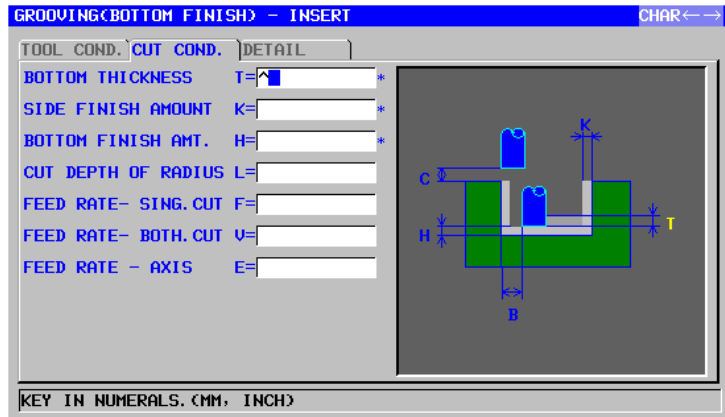 GROOVING(BOTTOM FINISH) - INSERT
CHAR←→
TOOL COND. CUT COND. DETAIL
BOTTOM THICKNESS T=^ *
SIDE FINISH AMOUNT K= *
BOTTOM FINISH AMT. H= *
CUT DEPTH OF RADIUS L=
FEED RATE- SING.CUT F=
FEED RATE- BOTH.CUT V=
FEED RATE - AXIS E=
K
C
T
H
B
KEY IN NUMERALS.(MM, INCH)